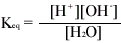 Keq = [H+][OH-]
[H2O]